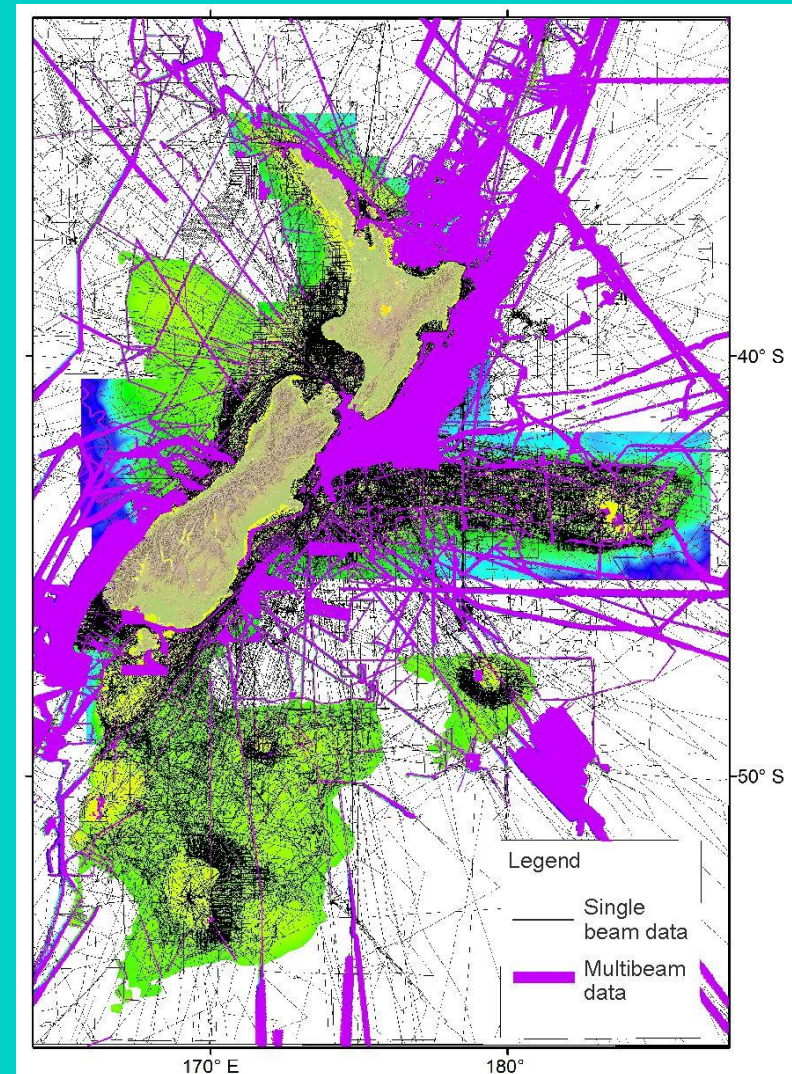 40° S
50° S
Legend
Single
beam data
Multibeam
data
170° E
180°